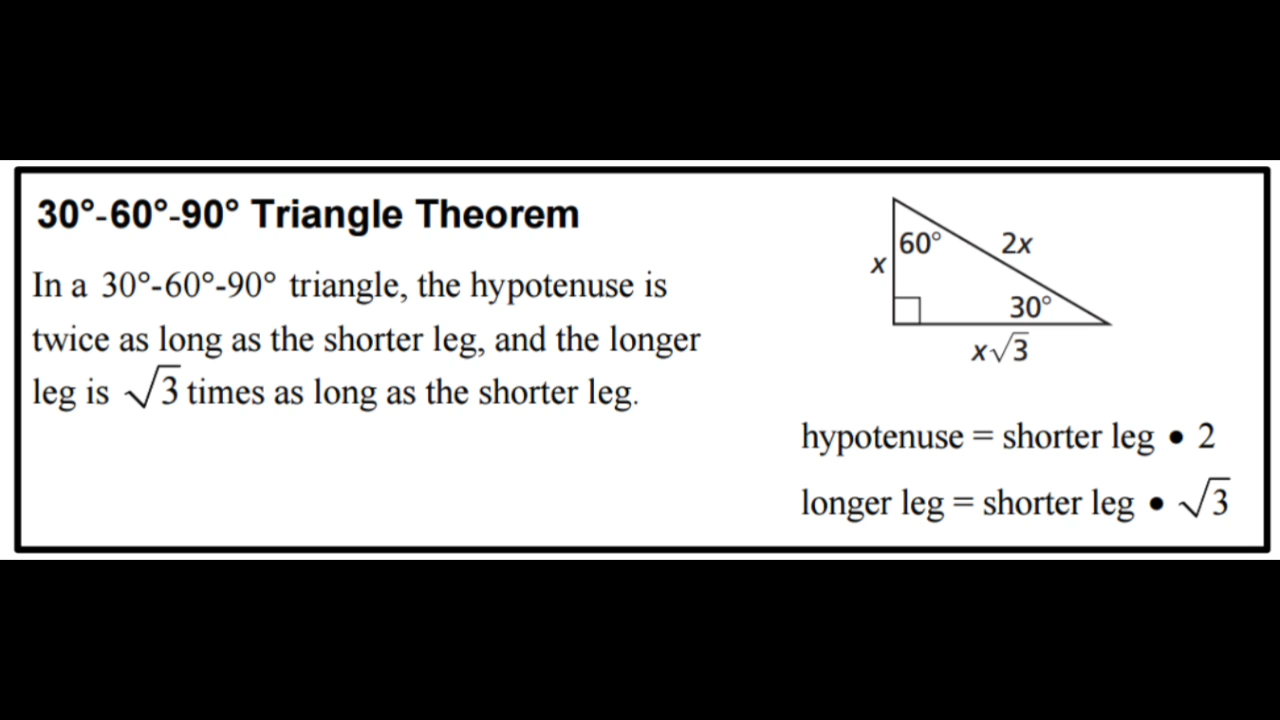 30°-60°-90° Triangle Theorem
In a 30°-60°-90° triangle, the hypotenuse is
twice as long as the shorter leg, and the longer
leg is √3 times as long as the shorter leg.
60°
2x
x
30°
x√3
hypotenuse = shorter leg • 2
longer leg = shorter leg • √3